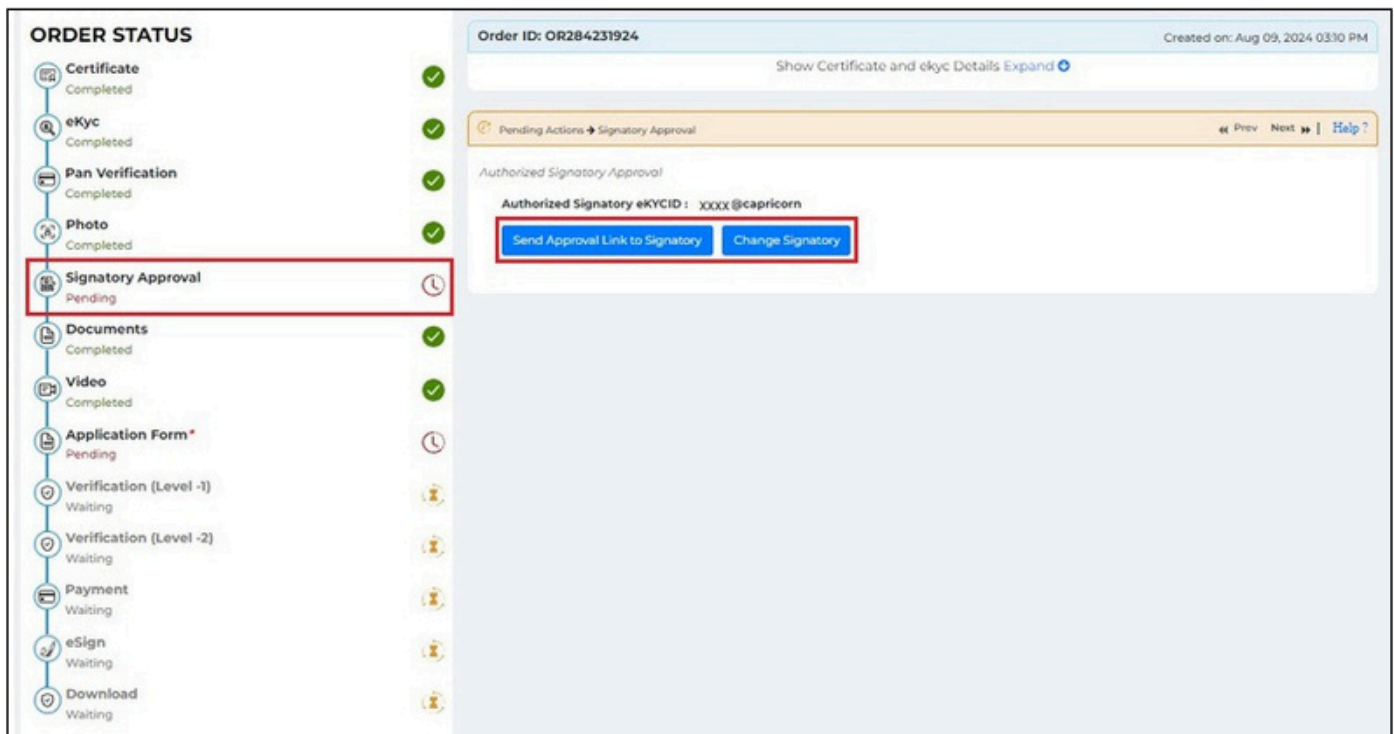 ORDER STATUS
Certificate
Completed
eKyc
Completed
Pan Verification
Completed
Photo
Completed
Signatory Approval
Pending
Documents
Completed
Video
Completed
Application Form*
Pending
Verification (Level -1)
Waiting
Verification (Level -2)
Waiting
Payment
Waiting
eSign
Waiting
Download
Waiting
Order ID: OR284231924 Created on: Aug 09, 2024 03:10 PM
Show Certificate and ekyc Details Expand
Pending Actions → Signatory Approval Prev Next | Help ?
Authorized Signatory Approval
Authorized Signatory eKYCID : xxxx@capricorn
Send Approval Link to Signatory Change Signatory